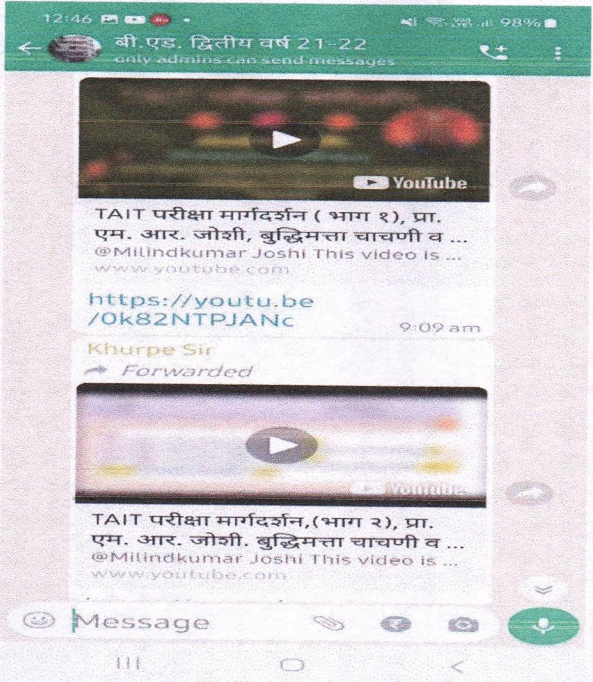 12:46
98%
बी.एड. द्वितीय वर्ष 21-22
only admins can send messages
YouTube
TAIT परीक्षा मार्गदर्शन ( भाग १), प्रा.
एम. आर. जोशी, बुद्धिमत्ता चाचणी व ...
@Milindkumar Joshi This video is ...
www.youtube.com
https://youtu.be
/0k82NTPJANc
9:09 am
Khurpe Sir
Forwarded
YouTube
TAIT परीक्षा मार्गदर्शन,(भाग २), प्रा.
एम. आर. जोशी. बुद्धिमत्ता चाचणी व ...
@Milindkumar Joshi This video is ...
www.youtube.com
Message